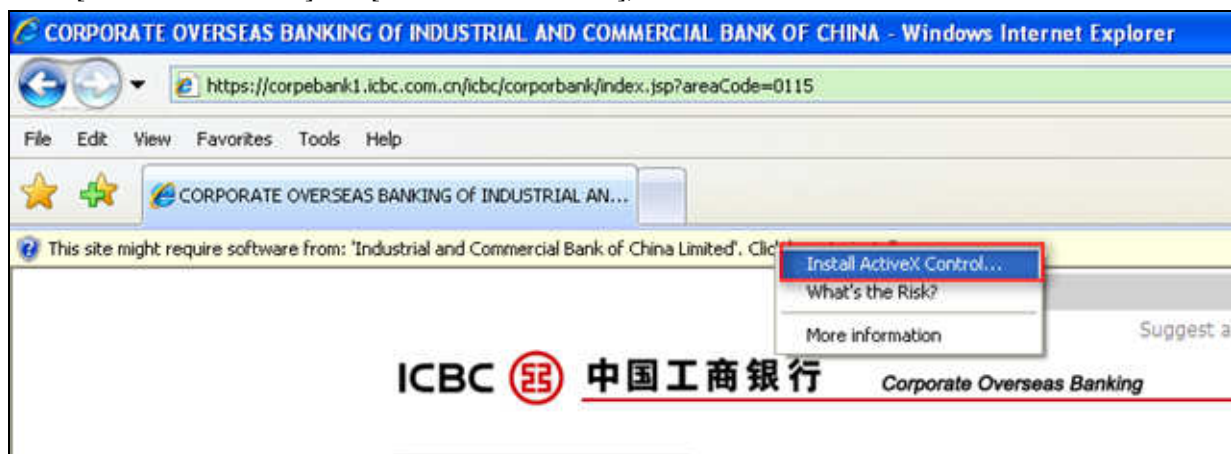 CORPORATE OVERSEAS BANKING Of INDUSTRIAL AND COMMERCIAL BANK OF CHINA - Windows Internet Explorer
https://corpebank1.icbc.com.cn/icbc/corporbank/index.jsp?areaCode=0115
File Edit View Favorites Tools Help
CORPORATE OVERSEAS BANKING Of INDUSTRIAL AN...
This site might require software from: 'Industrial and Commercial Bank of China Limited'.
Install ActiveX Control...
What's the Risk?
More information
Suggest a
ICBC 中国工商银行 Corporate Overseas Banking